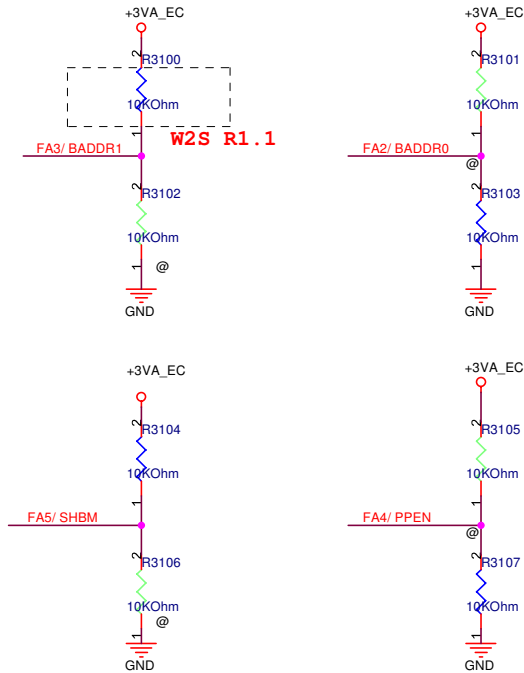 +3VA_EC
2
R3100
10KOhm
1
W2S R1.1
FA3/ BADDR1
2
R3102
10KOhm
1
@
GND
+3VA_EC
2
R3101
10KOhm
1
FA2/ BADDR0
@
2
R3103
10KOhm
1
GND
+3VA_EC
2
R3104
10KOhm
1
FA5/ SHBM
2
R3106
10KOhm
@
1
GND
+3VA_EC
2
R3105
10KOhm
1
FA4/ PPEN
@
2
R3107
10KOhm
1
GND